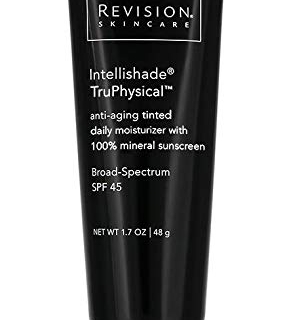 REVISION®
SKINCARE
Intellishade®
TruPhysical™
anti-aging tinted
daily moisturizer with
100% mineral sunscreen
Broad-Spectrum
SPF 45
NET WT 1.7 OZ | 48 g